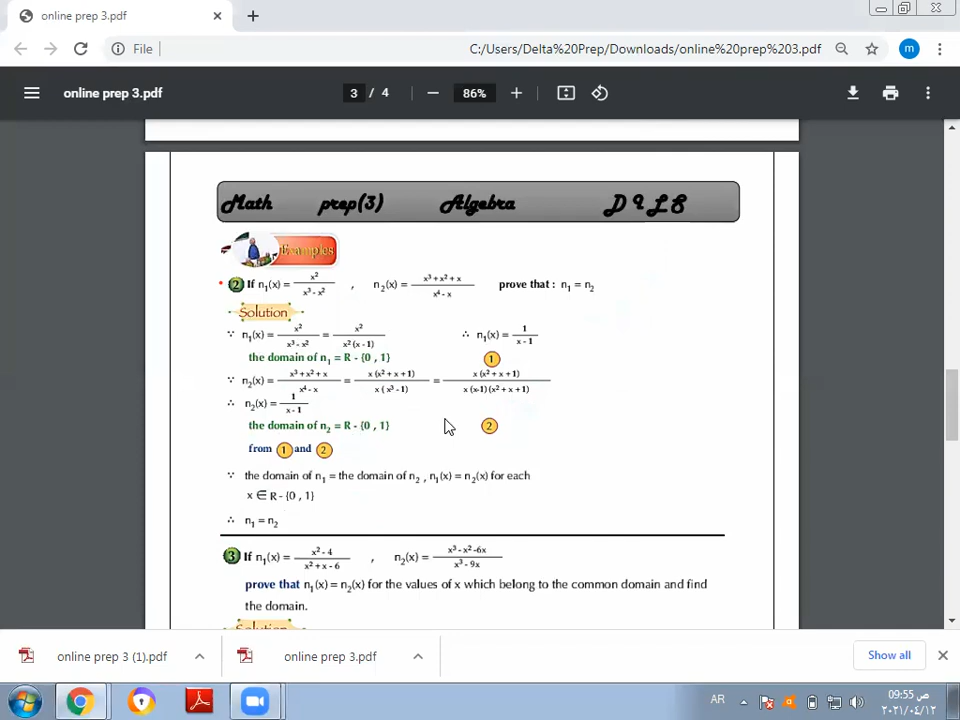 online prep 3.pdf
File
C:/Users/Delta%20Prep/Downloads/online%20prep%203.pdf
m
online prep 3.pdf
3 / 4
86%
Math prep(3) Algebra D I L S
Examples
2 If n₁(x) = x² / x³ - x² , n₂(x) = x³ + x² + x / x⁴ - x prove that : n₁ = n₂
Solution
∵ n₁(x) = x² / x³ - x² = x² / x² (x - 1) ∴ n₁(x) = 1 / x - 1
the domain of n₁ = R - {0 , 1} 1
∵ n₂(x) = x³ + x² + x / x⁴ - x = x (x² + x + 1) / x ( x³ - 1) = x (x² + x + 1) / x (x-1) (x² + x + 1)
∴ n₂(x) = 1 / x - 1
the domain of n₂ = R - {0 , 1} 2
from 1 and 2
∵ the domain of n₁ = the domain of n₂ , n₁(x) = n₂(x) for each
x ∈ R - {0 , 1}
∴ n₁ = n₂
3 If n₁(x) = x² - 4 / x² + x - 6 , n₂(x) = x³ - x² -6x / x³ - 9x
prove that n₁(x) = n₂(x) for the values of x which belong to the common domain and find
the domain.
Solution
online prep 3 (1).pdf
online prep 3.pdf
Show all
AR
09:55 ص
٢٠٢١/٠٤/١٢